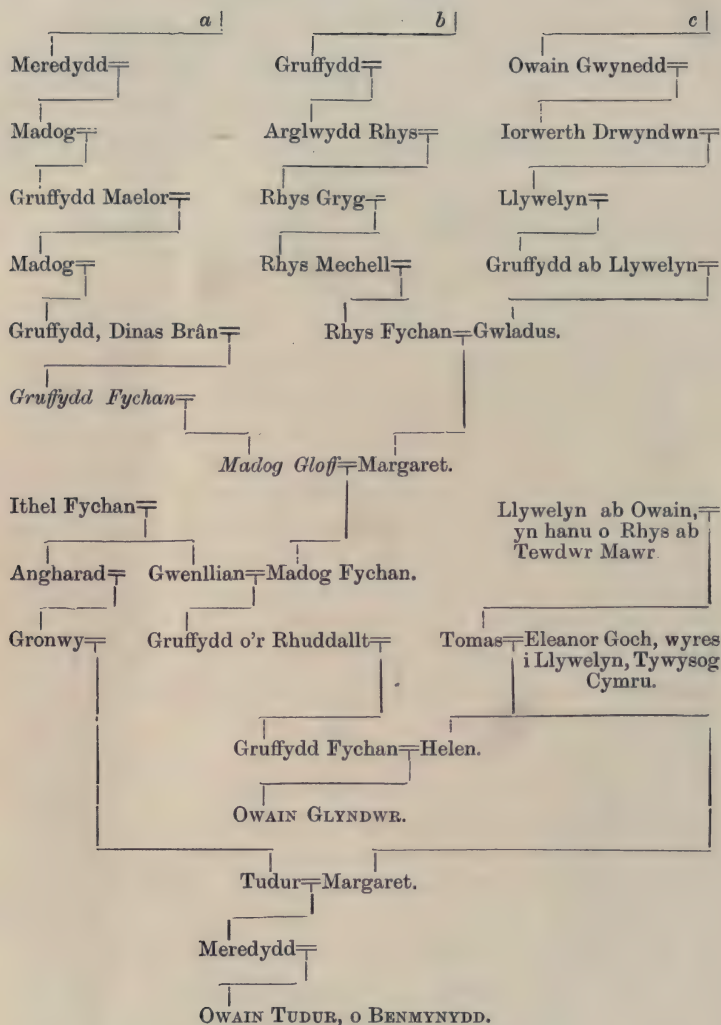 a b c
Meredydd Gruffydd Owain Gwynedd
Madog Arglwydd Rhys Iorwerth Drwyndwn
Gruffydd Maelor Rhys Gryg Llywelyn
Madog Rhys Mechell Gruffydd ab Llywelyn
Gruffydd, Dinas Brân Rhys Fychan Gwladus.
Gruffydd Fychan
Madog Gloff Margaret.
Ithel Fychan Llywelyn ab Owain,
yn hanu o Rhys ab
Tewdwr Mawr
Angharad Gwenllian Madog Fychan.
Gronwy Gruffydd o'r Rhuddallt Tomas Eleanor Goch, wyres
i Llywelyn, Tywysog
Cymru.
Gruffydd Fychan Helen.
OWAIN GLYNDWR.
Tudur Margaret.
Meredydd
OWAIN TUDUR, O BENMYNYDD.